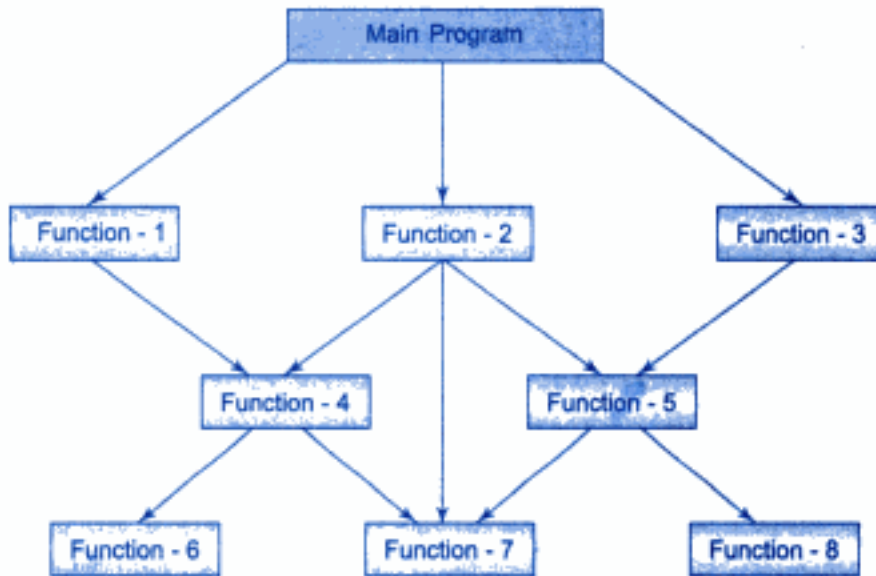 Main Program
Function - 1
Function - 2
Function - 3
Function - 4
Function - 5
Function - 6
Function - 7
Function - 8